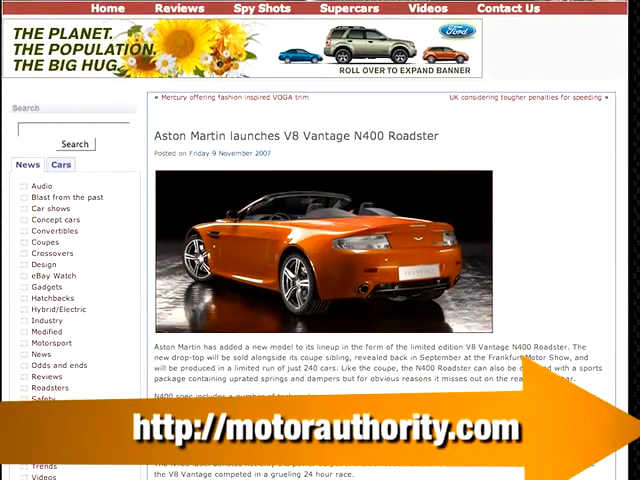 Home Reviews Spy Shots Supercars Videos Contact Us
THE PLANET.
THE POPULATION.
THE BIG HUG.
Ford
ROLL OVER TO EXPAND BANNER
Search
Search
News Cars
Audio
Blast from the past
Car shows
Concept cars
Convertibles
Coupes
Crossovers
Design
eBay Watch
Gadgets
Hatchbacks
Hybrid/Electric
Industry
Modified
Motorsport
News
Odds and ends
Reviews
Roadsters
Safety
Trends
Videos
« Mercury offering fashion inspired VOGA trim
UK considering tougher penalties for speeding »
Aston Martin launches V8 Vantage N400 Roadster
Posted on Friday 9 November 2007
V8 VANTAGE
Aston Martin has added a new model to its lineup in the form of the limited edition V8 Vantage N400 Roadster. The
new drop-top will be sold alongside its coupe sibling, revealed back in September at the Frankfurt Motor Show, and
will be produced in a limited run of just 240 cars. Like the coupe, the N400 Roadster can also be with a sports
package containing uprated springs and dampers but for obvious reasons it misses out on the bar.
N400 spec includes a number of
http://motorauthority.com
the V8 Vantage competed in a grueling 24 hour race.